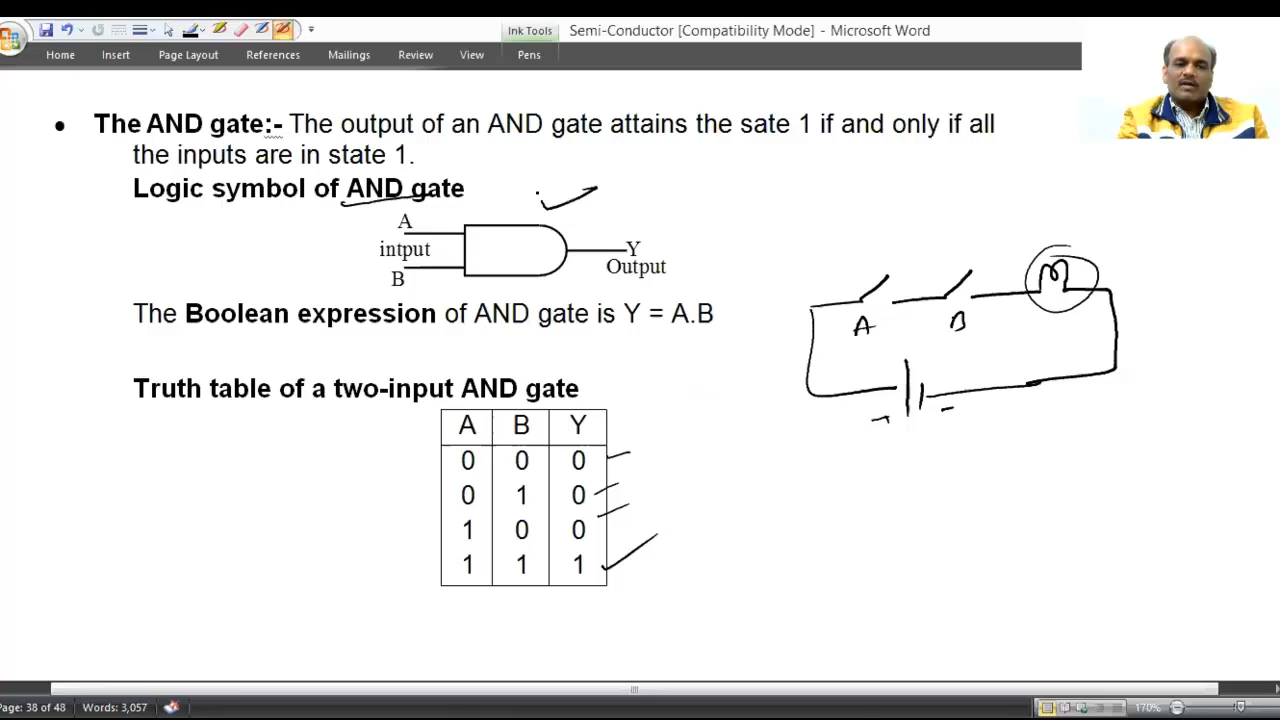 Ink Tools
Semi-Conductor [Compatibility Mode] - Microsoft Word
Home Insert Page Layout References Mailings Review View Pens
• The AND gate:- The output of an AND gate attains the sate 1 if and only if all
the inputs are in state 1.
Logic symbol of AND gate
A
intput
B
Y
Output
The Boolean expression of AND gate is Y = A.B
A B
Truth table of a two-input AND gate
A B Y
0 0 0
0 1 0
1 0 0
1 1 1
Page: 38 of 48 Words: 3,057 170%